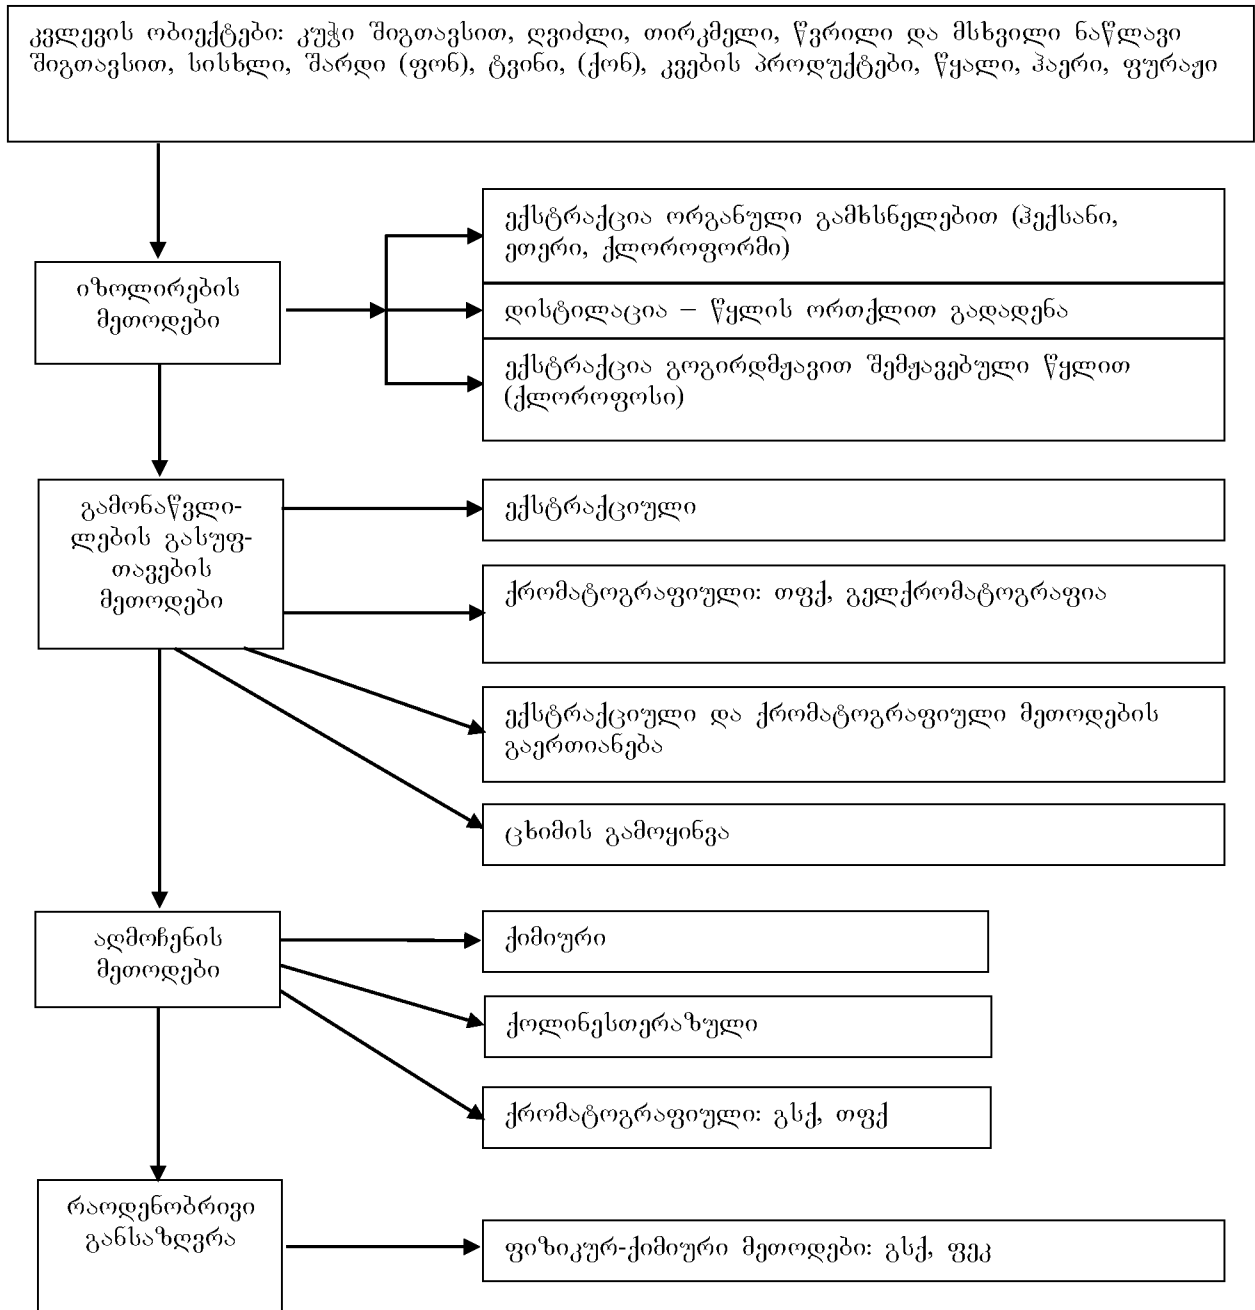 კვლევის ობიექტები: კუჭი შიგთავსით, ღვიძლი, თირკმელი, წვრილი და მსხვილი ნაწლავი
შიგთავსით, სისხლი, შარდი (ფონ), ტვინი, (ქონ), კვების პროდუქტები, წყალი, ჰაერი, ფურაჟი
იზოლირების
მეთოდები
ექსტრაქცია ორგანული გამხსნელებით (ჰექსანი,
ეთერი, ქლოროფორმი)
დისტილაცია – წყლის ორთქლით გადადენა
ექსტრაქცია გოგირდმჟავით შემჟავებული წყლით
(ქლოროფოსი)
გამონაწვლი-
ლების გასუფ-
თავების
მეთოდები
ექსტრაქციული
ქრომატოგრაფიული: თფქ, გელქრომატოგრაფია
ექსტრაქციული და ქრომატოგრაფიული მეთოდების
გაერთიანება
ცხიმის გამოყინვა
აღმოჩენის
მეთოდები
ქიმიური
ქოლინესთერაზული
ქრომატოგრაფიული: გსქ, თფქ
რაოდენობრივი
განსაზღვრა
ფიზიკურ-ქიმიური მეთოდები: გსქ, ფეკ